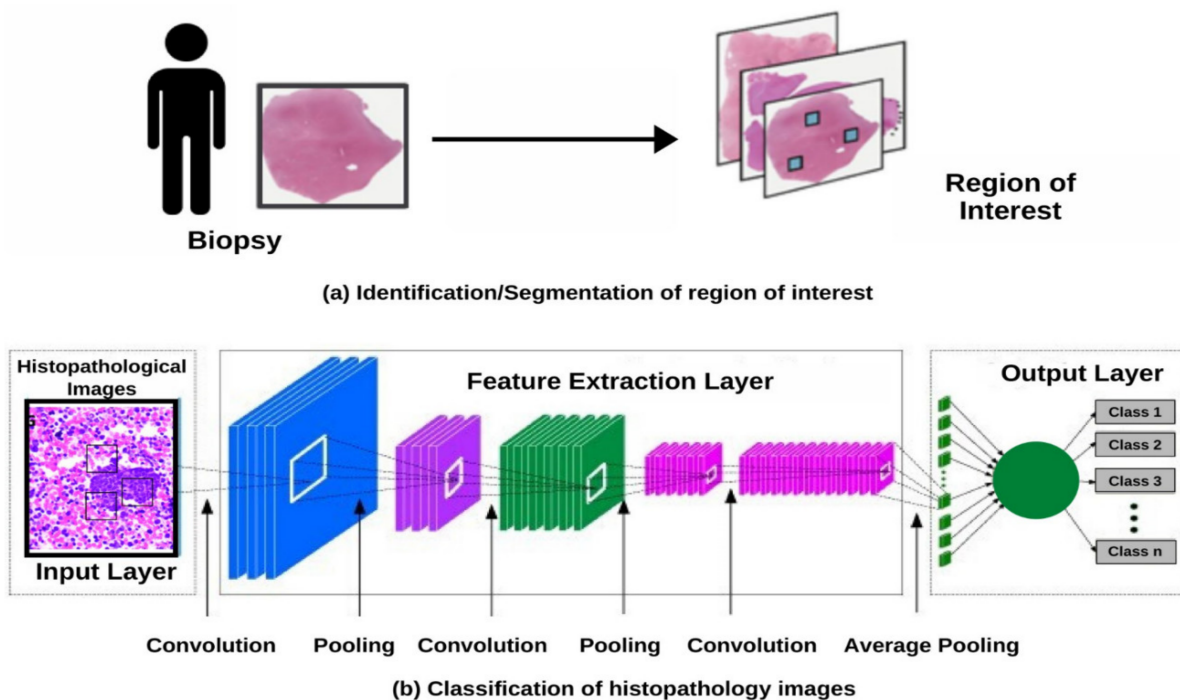 Biopsy
Region of
Interest
(a) Identification/Segmentation of region of interest
Histopathological
Images
Input Layer
Feature Extraction Layer
Output Layer
Class 1
Class 2
Class 3
Class n
Convolution
Pooling
Convolution
Pooling
Convolution
Average Pooling
(b) Classification of histopathology images